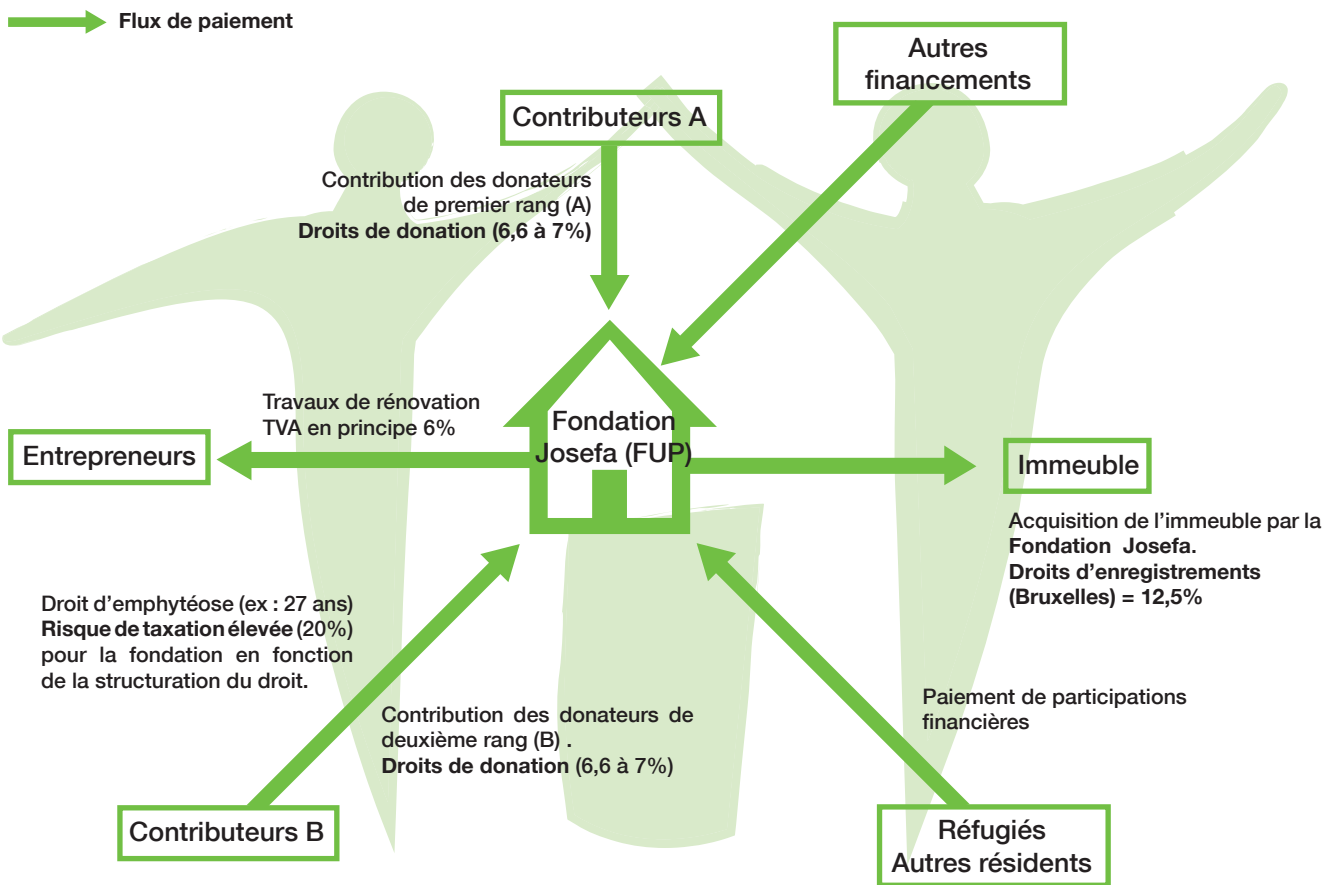 Flux de paiement
Autres
financements
Contributeurs A
Contribution des donateurs
de premier rang (A)
Droits de donation (6,6 à 7%)
Travaux de rénovation
TVA en principe 6%
Entrepreneurs
Fondation
Josefa (FUP)
Immeuble
Acquisition de l’immeuble par la
Fondation Josefa.
Droits d’enregistrements
(Bruxelles) = 12,5%
Droit d’emphytéose (ex : 27 ans)
Risque de taxation élevée (20%)
pour la fondation en fonction
de la structuration du droit.
Contribution des donateurs de
deuxième rang (B) .
Droits de donation (6,6 à 7%)
Paiement de participations
financières
Contributeurs B
Réfugiés
Autres résidents